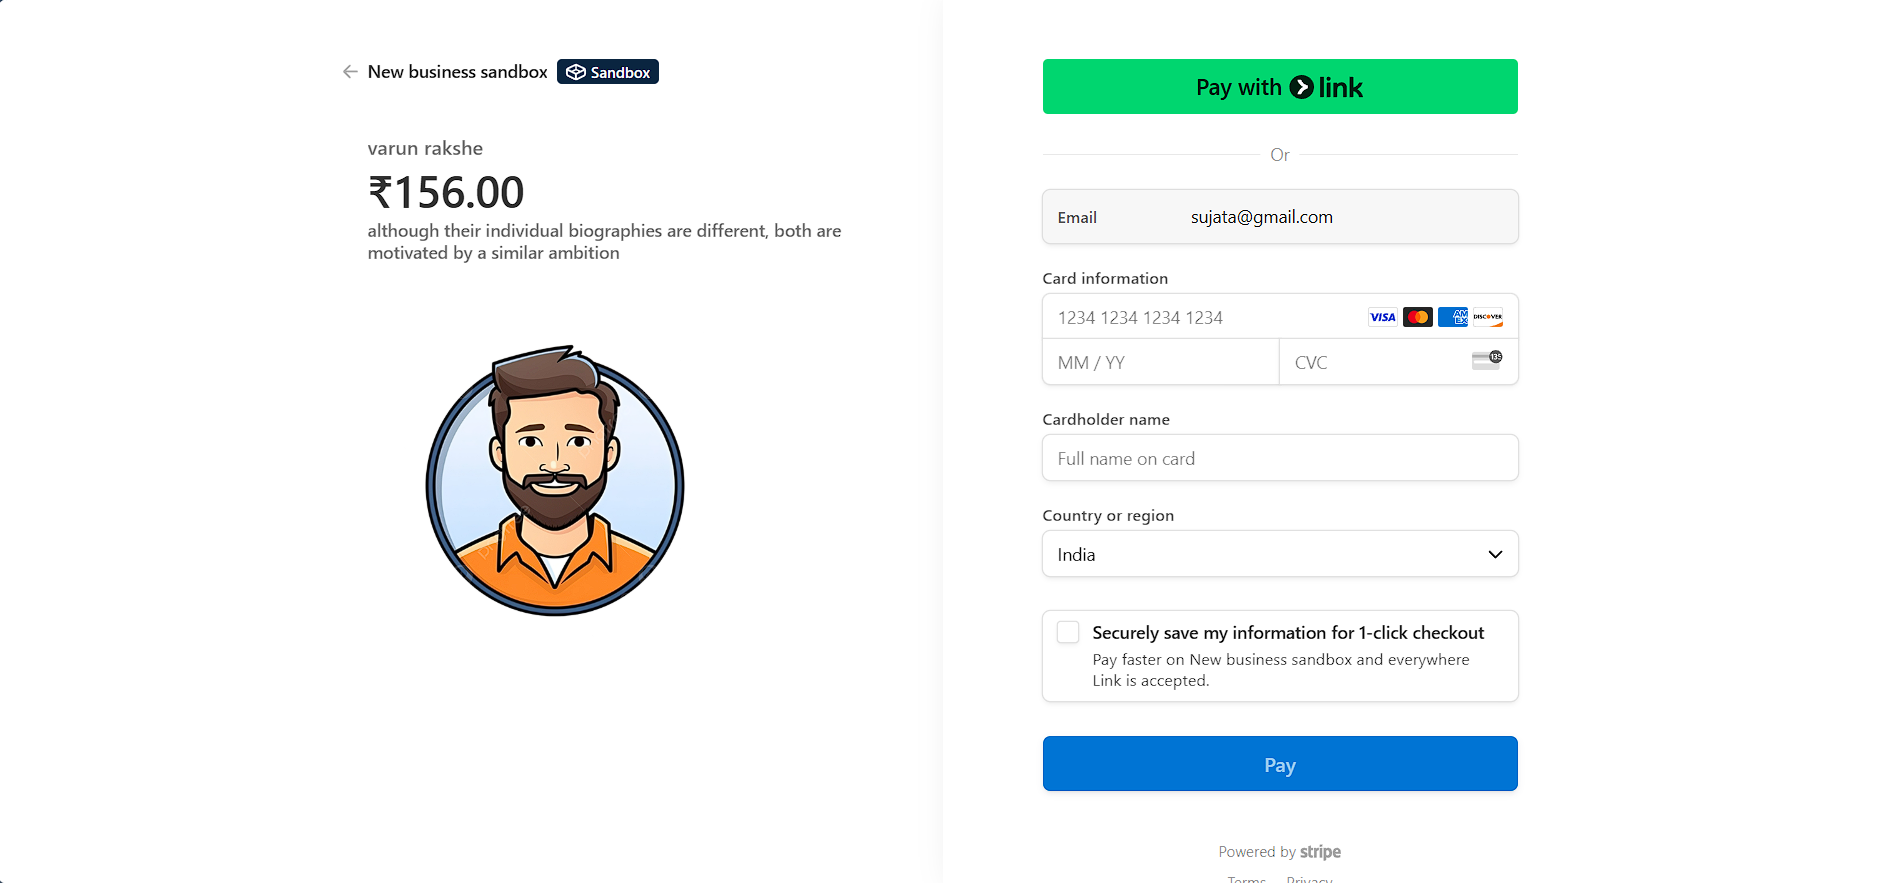 New business sandbox Sandbox
varun rakshe
₹156.00
although their individual biographies are different, both are
motivated by a similar ambition
Pay with link
Or
Email sujata@gmail.com
Card information
1234 1234 1234 1234 VISA AMEX DISCOVER
MM / YY CVC 135
Cardholder name
Full name on card
Country or region
India
Securely save my information for 1-click checkout
Pay faster on New business sandbox and everywhere
Link is accepted.
Pay
Powered by stripe
Terms Privacy